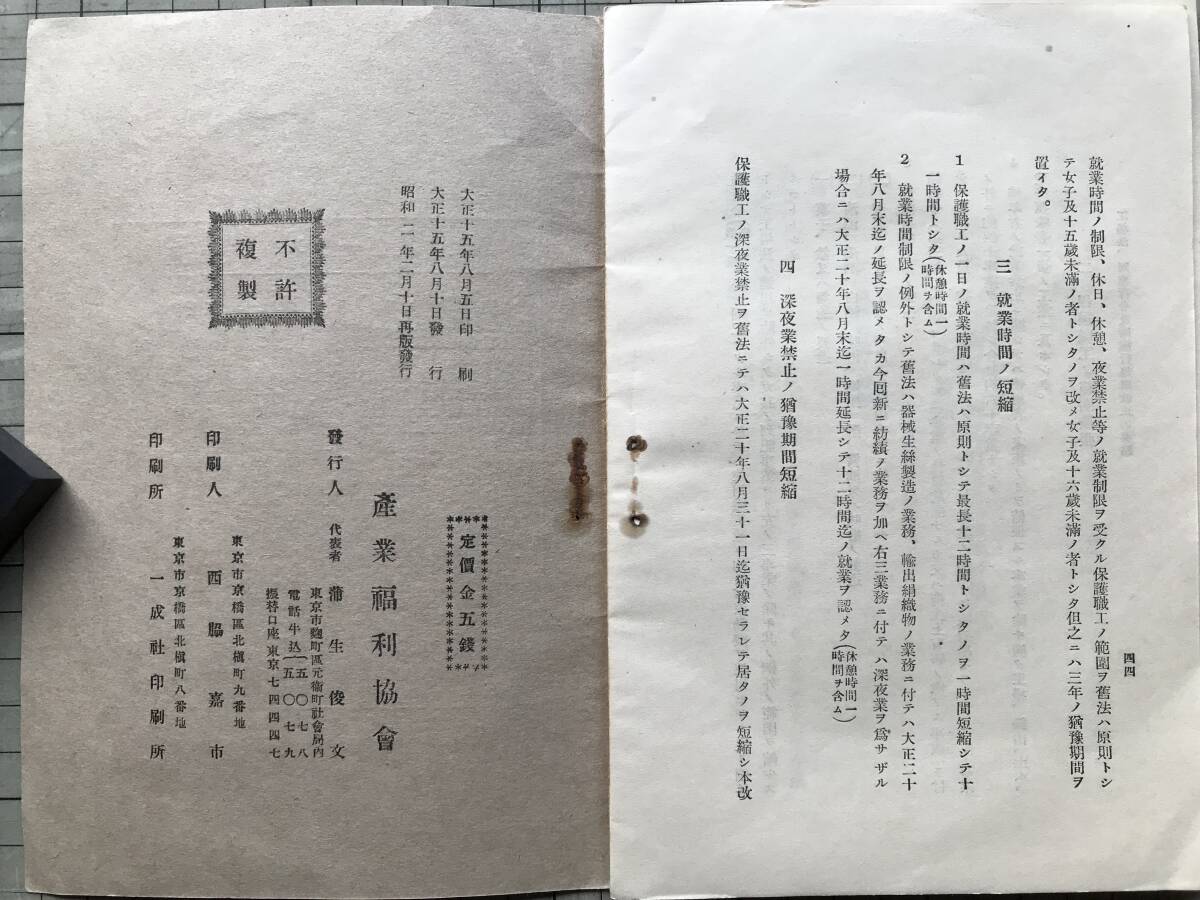 四四
就業時間ノ制限、休日、休憩、夜業禁止等ノ就業制限ヲ受クル保護職工ノ範圍ヲ舊法ハ原則トシ
テ女子及十五歲未滿ノ者トシタノヲ改メ女子及十六歲未滿ノ者トシタ但之ニハ三年ノ猶豫期間ヲ
置イタ。
三 就業時間ノ短縮
1 保護職工ノ一日ノ就業時間ハ舊法ハ原則トシテ最長十二時間トシタノヲ一時間短縮シテ十
一時間トシタ(休憩時間一時間ヲ含ム)
2 就業時間制限ノ例外トシテ舊法ハ器械生絲製造ノ業務、輸出絹織物ノ業務ニ付テハ大正二十
年八月末迄ノ延長ヲ認メタカ今回新ニ紡績ノ業務ヲ加ヘ右三業務ニ付テハ深夜業ヲ爲サザル
場合ニハ大正二十年八月末迄一時間延長シテ十二時間迄ノ就業ヲ認メタ(休憩時間一時間ヲ含ム)
四 深夜業禁止ノ猶豫期間短縮
保護職工ノ深夜業禁止ヲ舊法ニテハ大正二十年八月三十一日迄猶豫セラレテ居タノヲ短縮シ本改
大正十五年八月五日印刷
大正十五年八月十日發行
昭和二年二月十日再版發行
不許
複製
定價金五錢
產業福利協會
發行人 代表者 蒲生俊文
東京市麴町區元衞町社會局內
電話牛込(五〇七八 五〇七九
振替口座東京七四四四七
東京市京橋區北槇町九番地
印刷人 西脇嘉市
東京市京橋區北槇町八番地
印刷所 一成社印刷所